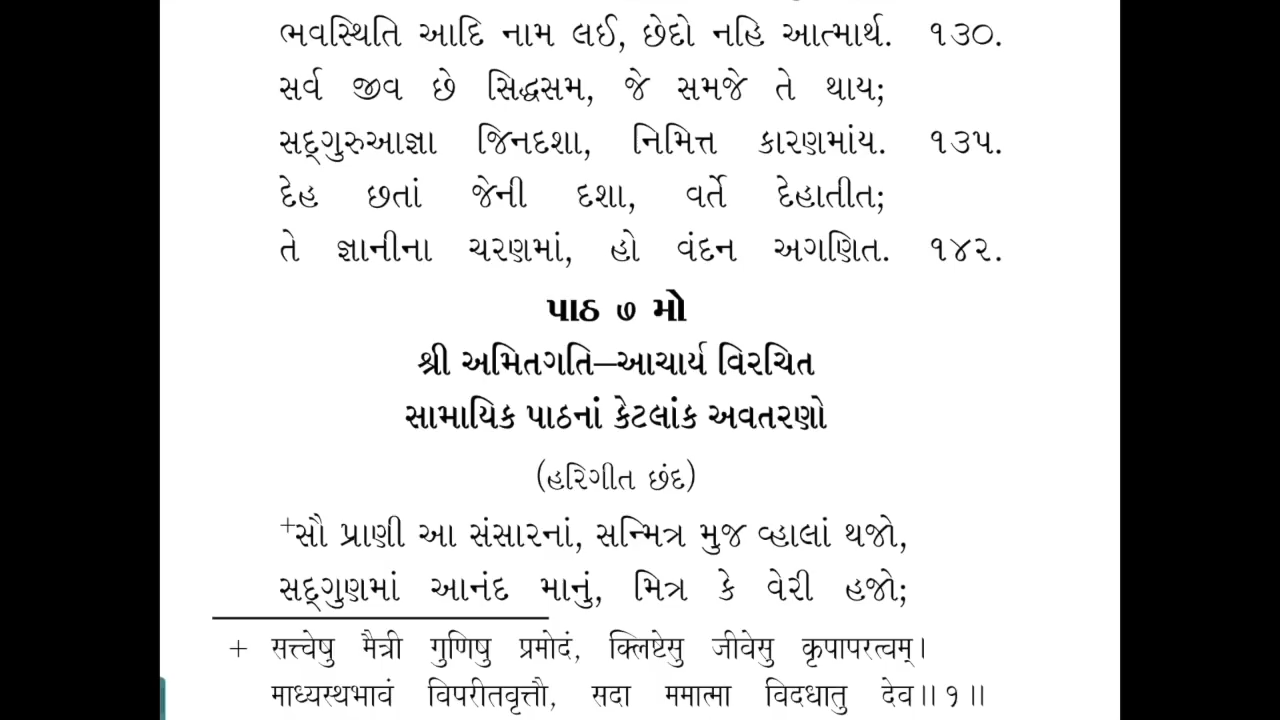 ભવસ્થિતિ આદિ નામ લઈ, છેદો નહિ આત્માર્થ. ૧૩૦.
સર્વ જીવ છે સિદ્ધસમ, જે સમજે તે થાય;
સદ્‌ગુરુઆજ્ઞા જિનદશા, નિમિત્ત કારણમાંય. ૧૩૫.
દેહ છતાં જેની દશા, વર્તે દેહાતીત;
તે જ્ઞાનીના ચરણમાં, હો વંદન અગણિત. ૧૪૨.
પાઠ ૭ મો
શ્રી અમિતગતિ–આચાર્ય વિરચિત
સામાયિક પાઠનાં કેટલાંક અવતરણો
(હરિગીત છંદ)
+સૌ પ્રાણી આ સંસારનાં, સન્મિત્ર મુજ વ્હાલાં થજો,
સદ્‌ગુણમાં આનંદ માનું, મિત્ર કે વેરી હજો;
+ सत्त्वेषु मैत्री गुणिषु प्रमोदं, क्लिष्टेसु जीवेसु कृपापरत्वम्।
माध्यस्थभावं विपरीतवृत्तौ, सदा ममात्मा विदधातु देव॥१॥